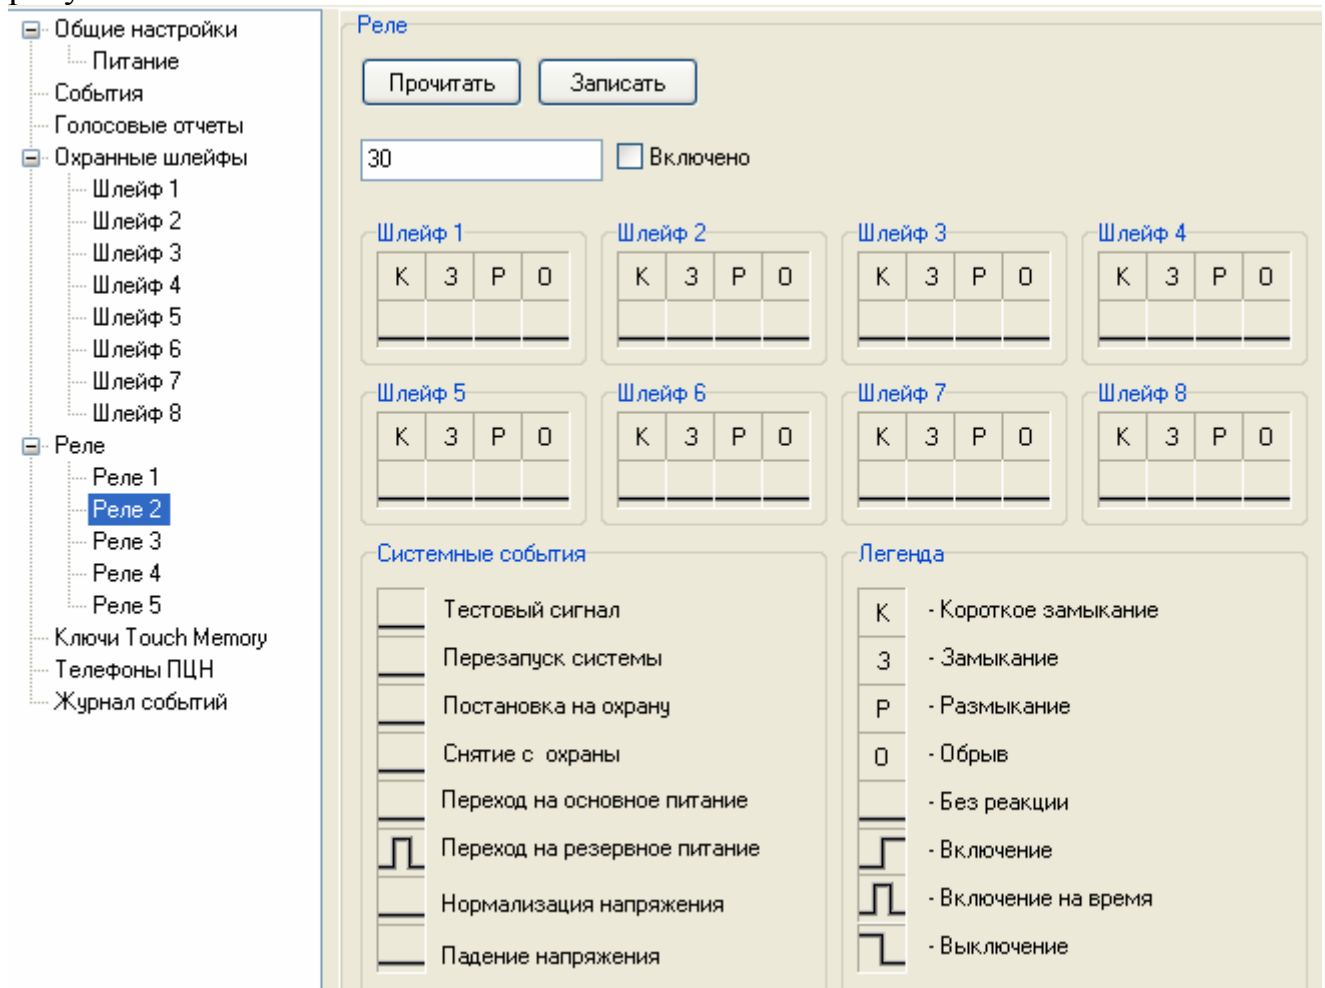 Общие настройки
Питание
События
Голосовые отчеты
Охранные шлейфы
Шлейф 1
Шлейф 2
Шлейф 3
Шлейф 4
Шлейф 5
Шлейф 6
Шлейф 7
Шлейф 8
Реле
Реле 1
Реле 2
Реле 3
Реле 4
Реле 5
Ключи Touch Memory
Телефоны ПЦН
Журнал событий
Реле
Прочитать Записать
30 Включено
Шлейф 1 Шлейф 2 Шлейф 3 Шлейф 4
К З Р О К З Р О К З Р О К З Р О
Шлейф 5 Шлейф 6 Шлейф 7 Шлейф 8
К З Р О К З Р О К З Р О К З Р О
Системные события
Тестовый сигнал
Перезапуск системы
Постановка на охрану
Снятие с охраны
Переход на основное питание
Переход на резервное питание
Нормализация напряжения
Падение напряжения
Легенда
К - Короткое замыкание
З - Замыкание
Р - Размыкание
О - Обрыв
- Без реакции
- Включение
- Включение на время
- Выключение